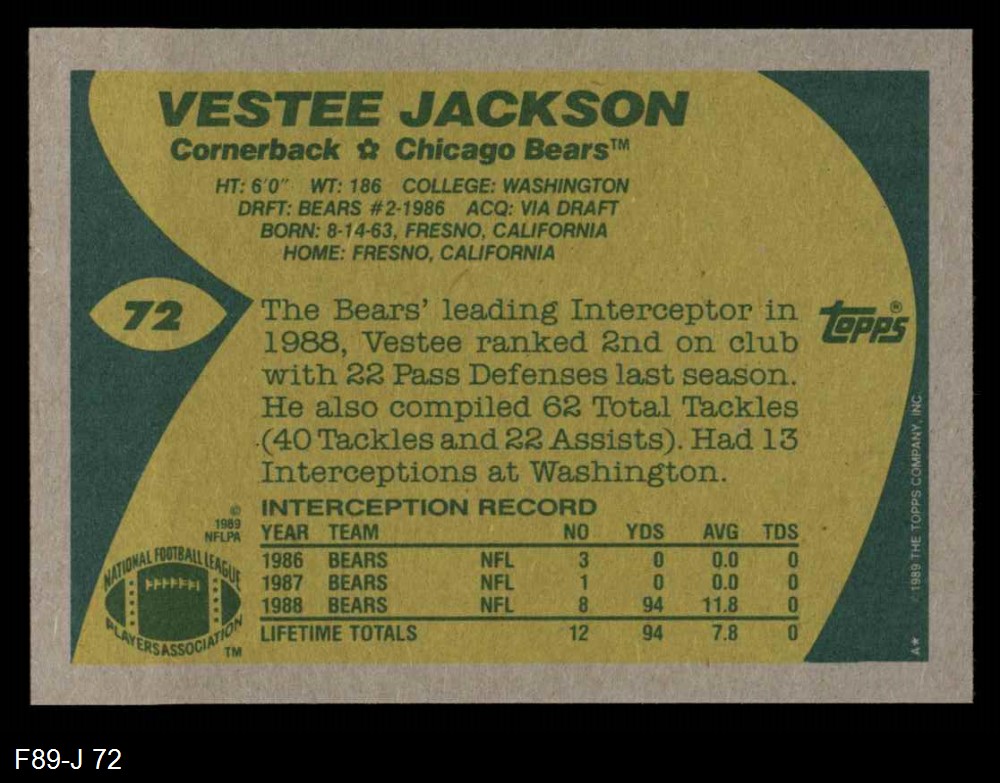 VESTEE JACKSON
Cornerback ✿ Chicago Bears™
HT: 6'0" WT: 186 COLLEGE: WASHINGTON
DRFT: BEARS #2-1986 ACQ: VIA DRAFT
BORN: 8-14-63, FRESNO, CALIFORNIA
HOME: FRESNO, CALIFORNIA
72
The Bears' leading Interceptor in
1988, Vestee ranked 2nd on club
with 22 Pass Defenses last season.
He also compiled 62 Total Tackles
(40 Tackles and 22 Assists). Had 13
Interceptions at Washington.
topps®
INTERCEPTION RECORD
YEAR TEAM NO YDS AVG TDS
1986 BEARS NFL 3 0 0.0 0
1987 BEARS NFL 1 0 0.0 0
1988 BEARS NFL 8 94 11.8 0
LIFETIME TOTALS 12 94 7.8 0
©
1989
NFLPA
NATIONAL FOOTBALL LEAGUE
PLAYERS ASSOCIATION
TM
A* 1989 THE TOPPS COMPANY, INC.
F89-J 72